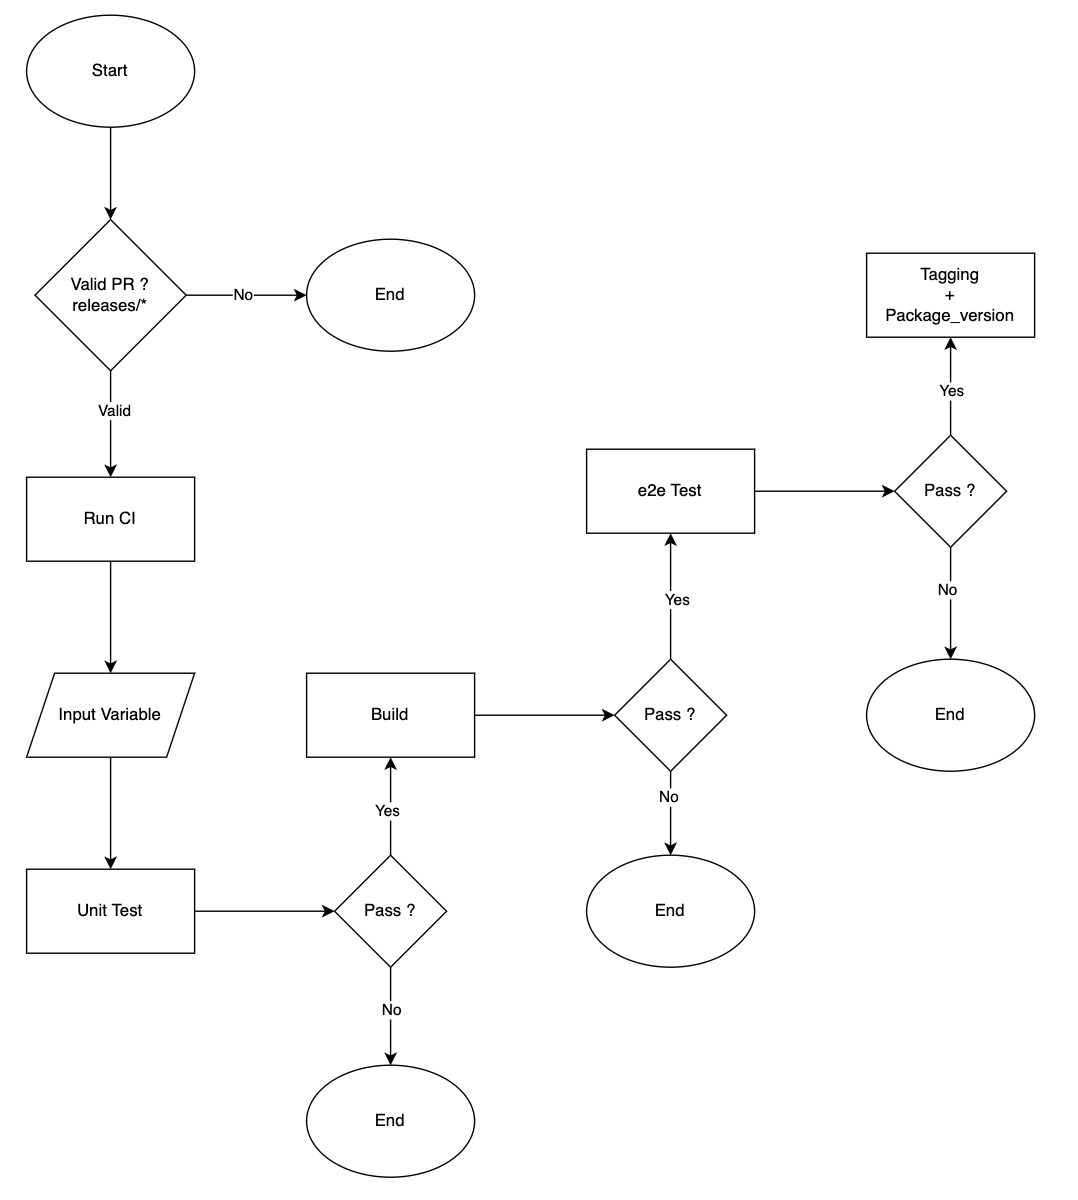 Start
Valid PR ?
releases/*
No
End
Valid
Run CI
Input Variable
Unit Test
Pass ?
No
End
Yes
Build
Pass ?
No
End
Yes
e2e Test
Pass ?
No
End
Yes
Tagging
+
Package_version